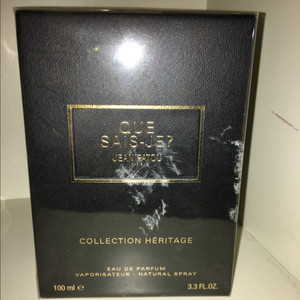 QUE
SAIS-JE?
JEAN PATOU
PARIS
COLLECTION HÉRITAGE
EAU DE PARFUM
VAPORISATEUR - NATURAL SPRAY
100 ml e 3.3 FL.OZ.